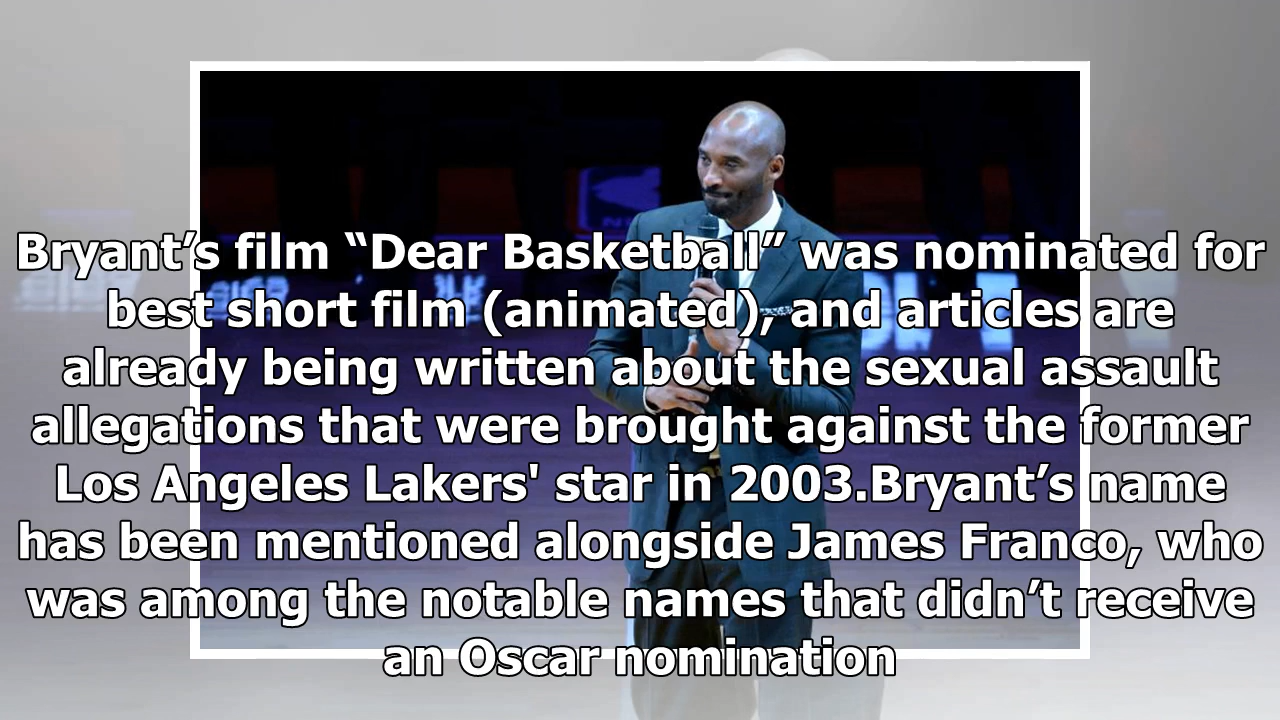 Bryant’s film “Dear Basketball” was nominated for
best short film (animated), and articles are
already being written about the sexual assault
allegations that were brought against the former
Los Angeles Lakers' star in 2003.Bryant’s name
has been mentioned alongside James Franco, who
was among the notable names that didn’t receive
an Oscar nomination